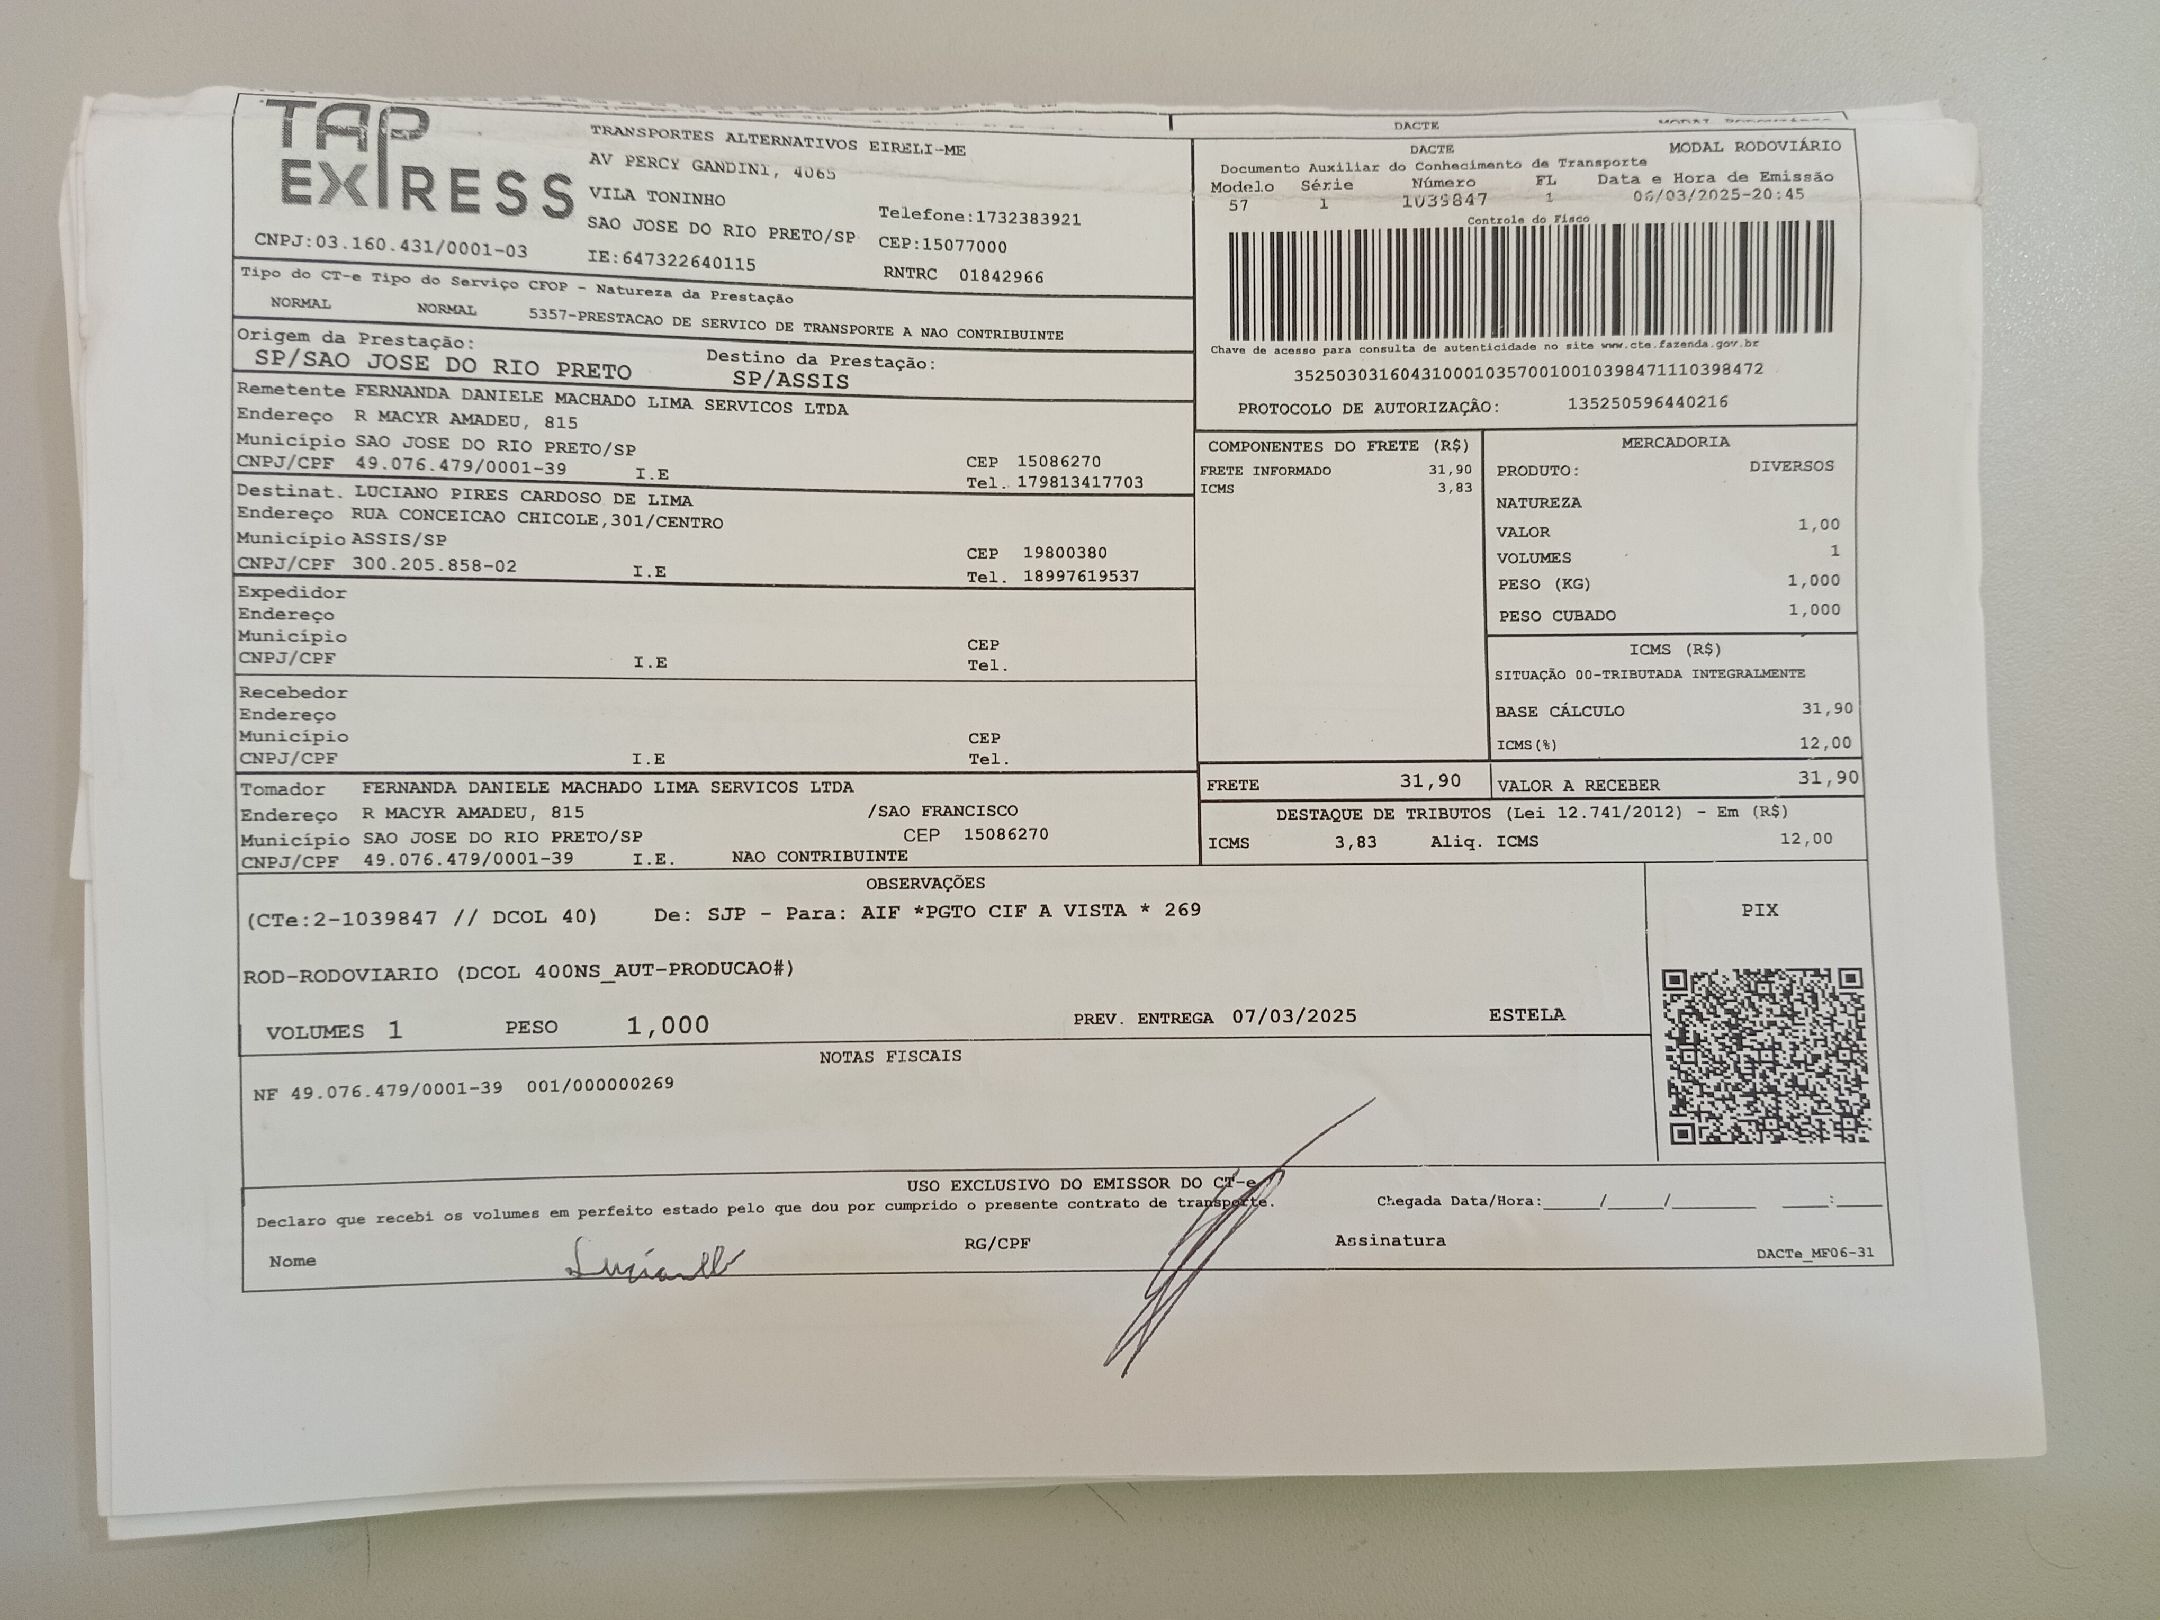 TAP EXPRESS
TRANSPORTES ALTERNATIVOS EIRELI-ME
AV PERCY GANDINI, 4065
VILA TONINHO
SAO JOSE DO RIO PRETO/SP
IE:647322640115
Telefone:1732383921
CEP:15077000
RNTRC 01842966
CNPJ:03.160.431/0001-03
DACTE
DACTE
MODAL RODOVIÁRIO
Documento Auxiliar do Conhecimento de Transporte
Modelo Série Número FL Data e Hora de Emissão
57 1 1039847 1 06/03/2025-20:45
Controle do Fisco
Chave de acesso para consulta de autenticidade no site www.cte.fazenda.gov.br
35250303160431000103570010010398471110398472
PROTOCOLO DE AUTORIZAÇÃO: 135250596440216
Tipo do CT-e Tipo do Serviço CFOP - Natureza da Prestação
NORMAL NORMAL 5357-PRESTACAO DE SERVICO DE TRANSPORTE A NAO CONTRIBUINTE
Origem da Prestação: Destino da Prestação:
SP/SAO JOSE DO RIO PRETO SP/ASSIS
Remetente FERNANDA DANIELE MACHADO LIMA SERVICOS LTDA
Endereço R MACYR AMADEU, 815
Município SAO JOSE DO RIO PRETO/SP CEP 15086270
CNPJ/CPF 49.076.479/0001-39 I.E Tel. 179813417703
Destinat. LUCIANO PIRES CARDOSO DE LIMA
Endereço RUA CONCEICAO CHICOLE,301/CENTRO
Município ASSIS/SP CEP 19800380
CNPJ/CPF 300.205.858-02 I.E Tel. 18997619537
Expedidor
Endereço
Município CEP
CNPJ/CPF I.E Tel.
Recebedor
Endereço
Município CEP
CNPJ/CPF I.E Tel.
Tomador FERNANDA DANIELE MACHADO LIMA SERVICOS LTDA
Endereço R MACYR AMADEU, 815 /SAO FRANCISCO
Município SAO JOSE DO RIO PRETO/SP CEP 15086270
CNPJ/CPF 49.076.479/0001-39 I.E. NAO CONTRIBUINTE
COMPONENTES DO FRETE (R$)
FRETE INFORMADO 31,90
ICMS 3,83
MERCADORIA
PRODUTO: DIVERSOS
NATUREZA
VALOR 1,00
VOLUMES 1
PESO (KG) 1,000
PESO CUBADO 1,000
ICMS (R$)
SITUAÇÃO 00-TRIBUTADA INTEGRALMENTE
BASE CÁLCULO 31,90
ICMS(%) 12,00
FRETE 31,90 VALOR A RECEBER 31,90
DESTAQUE DE TRIBUTOS (Lei 12.741/2012) - Em (R$)
ICMS 3,83 Aliq. ICMS 12,00
OBSERVAÇÕES
(CTe:2-1039847 // DCOL 40) De: SJP - Para: AIF *PGTO CIF A VISTA * 269
ROD-RODOVIARIO (DCOL 400NS_AUT-PRODUCAO#)
VOLUMES 1 PESO 1,000 PREV. ENTREGA 07/03/2025 ESTELA
PIX
NOTAS FISCAIS
NF 49.076.479/0001-39 001/000000269
USO EXCLUSIVO DO EMISSOR DO CT-e
Declaro que recebi os volumes em perfeito estado pelo que dou por cumprido o presente contrato de transporte.
Chegada Data/Hora:_____/_____/________ ____:____
Nome RG/CPF Assinatura
DACTe_MF06-31